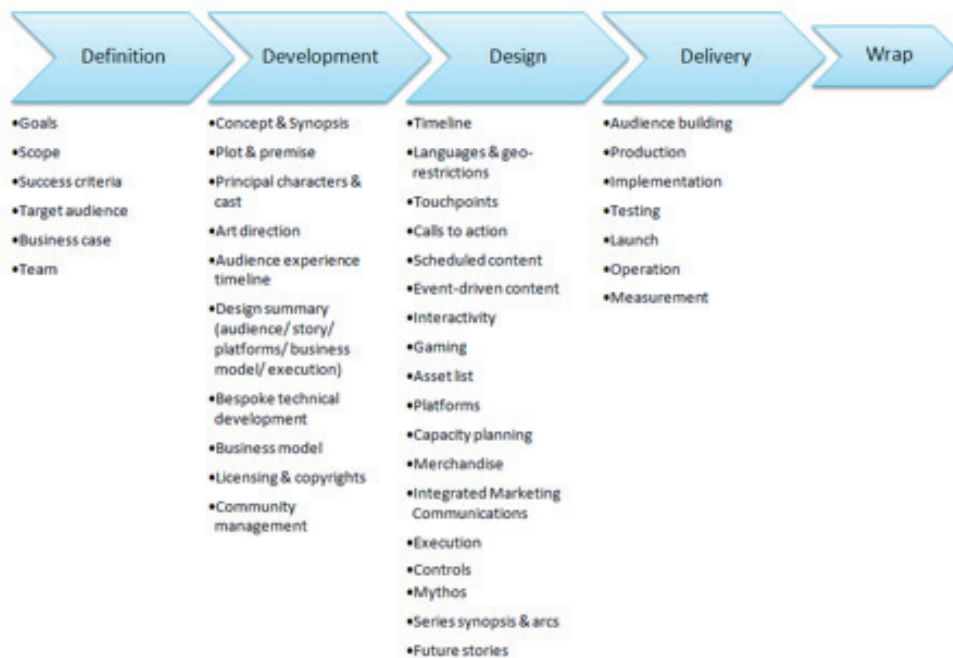 Definition
Development
Design
Delivery
Wrap
•Goals
•Scope
•Success criteria
•Target audience
•Business case
•Team
•Concept & Synopsis
•Plot & premise
•Principal characters &
cast
•Art direction
•Audience experience
timeline
•Design summary
(audience/ story/
platforms/ business
model/ execution)
•Bespoke technical
development
•Business model
•Licensing & copyrights
•Community
management
•Timeline
•Languages & geo-
restrictions
•Touchpoints
•Calls to action
•Scheduled content
•Event-driven content
•Interactivity
•Gaming
•Asset list
•Platforms
•Capacity planning
•Merchandise
•Integrated Marketing
Communications
•Execution
•Controls
•Mythos
•Series synopsis & arcs
•Future stories
•Audience building
•Production
•Implementation
•Testing
•Launch
•Operation
•Measurement